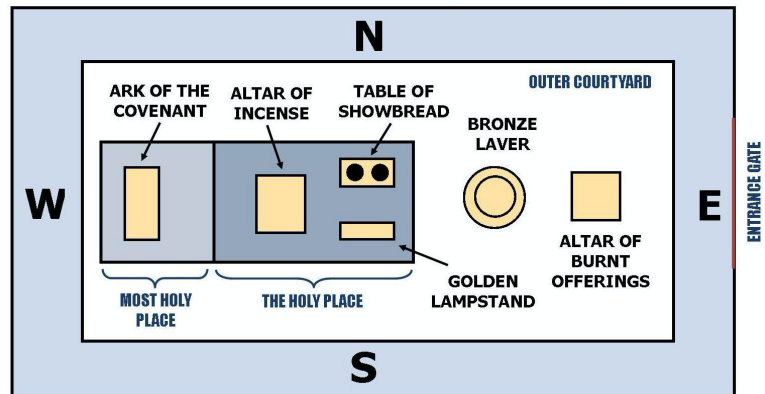 N
ARK OF THE
COVENANT
ALTAR OF
INCENSE
TABLE OF
SHOWBREAD
OUTER COURTYARD
BRONZE
LAVER
W
E
ENTRANCE GATE
ALTAR OF
BURNT
OFFERINGS
GOLDEN
LAMPSTAND
MOST HOLY
PLACE
THE HOLY PLACE
S